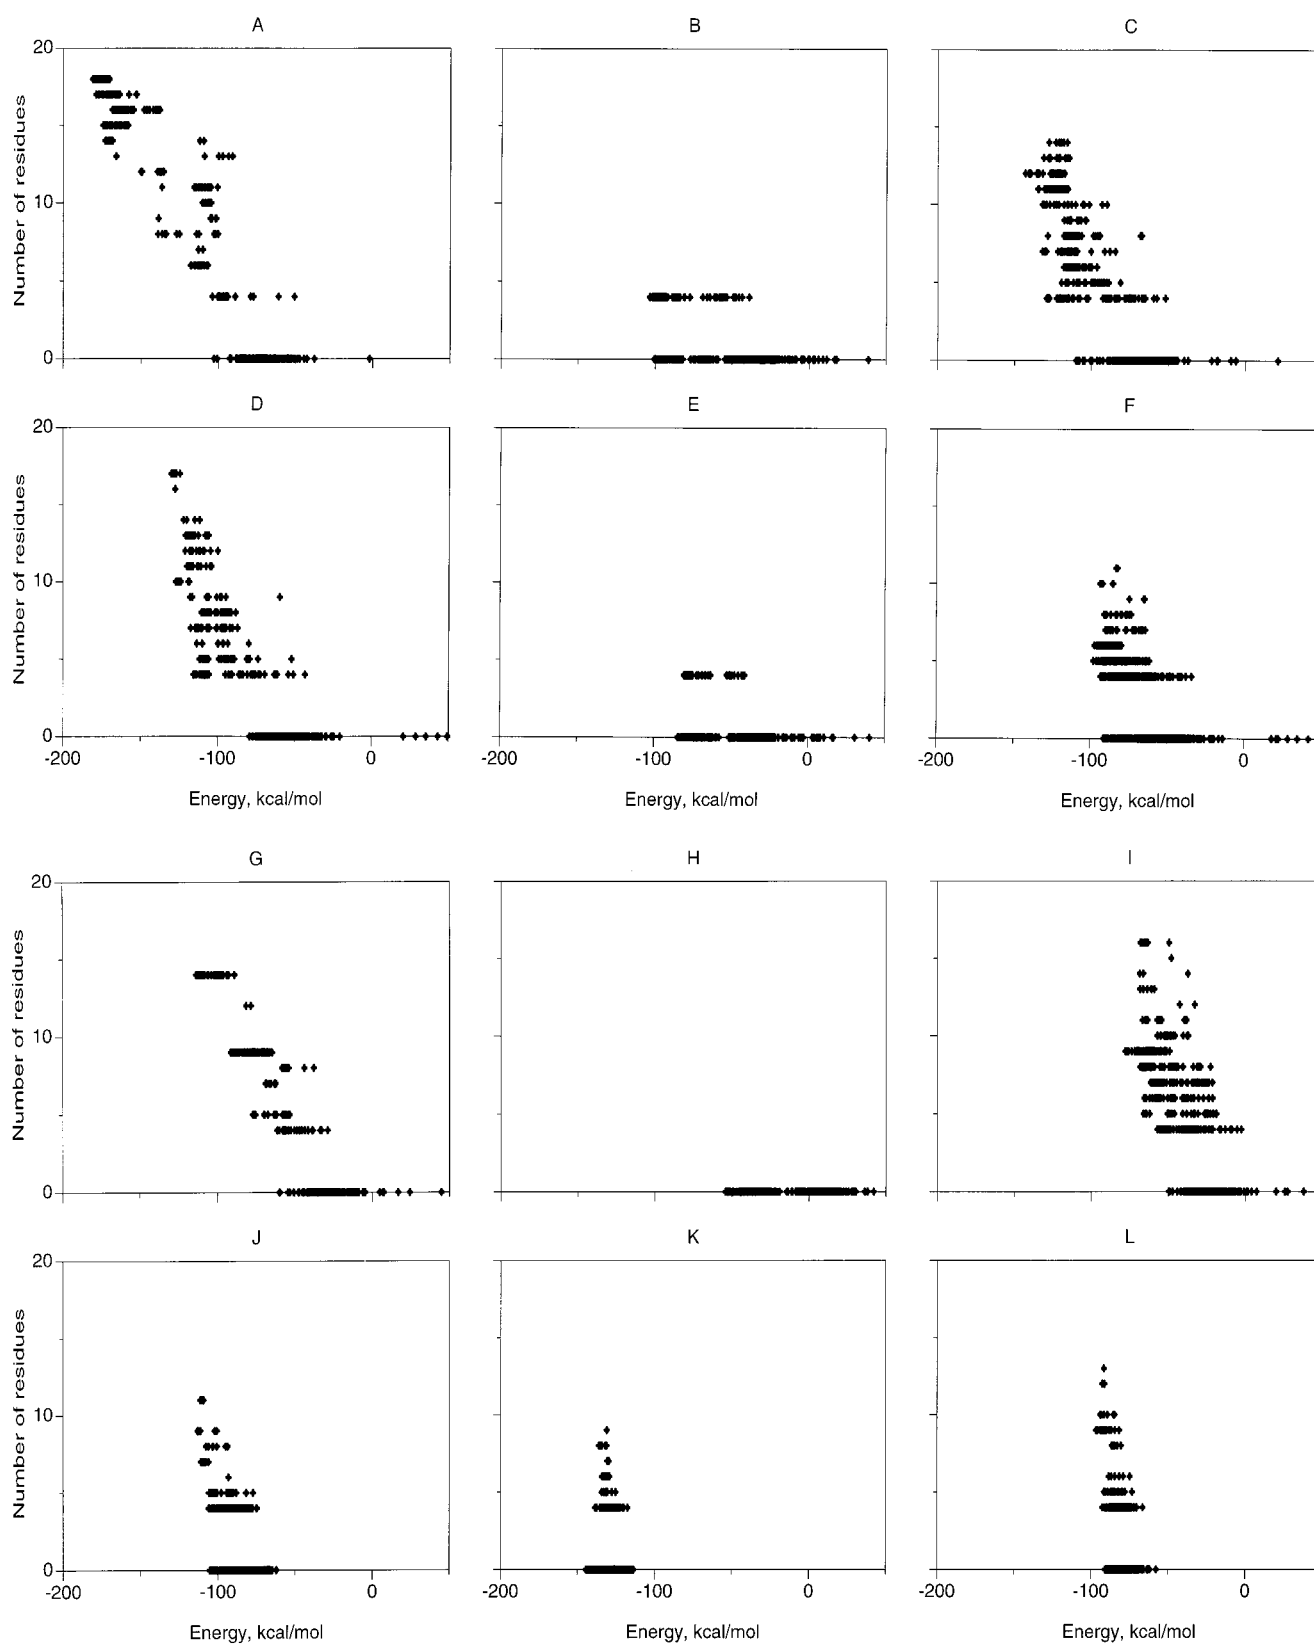 A B C
20
10
0
Number of residues
D E F
20
10
0
Number of residues
-200 -100 0 -200 -100 0 -200 -100 0
Energy, kcal/mol Energy, kcal/mol Energy, kcal/mol
G H I
20
10
0
Number of residues
J K L
20
10
0
Number of residues
-200 -100 0 -200 -100 0 -200 -100 0
Energy, kcal/mol Energy, kcal/mol Energy, kcal/mol